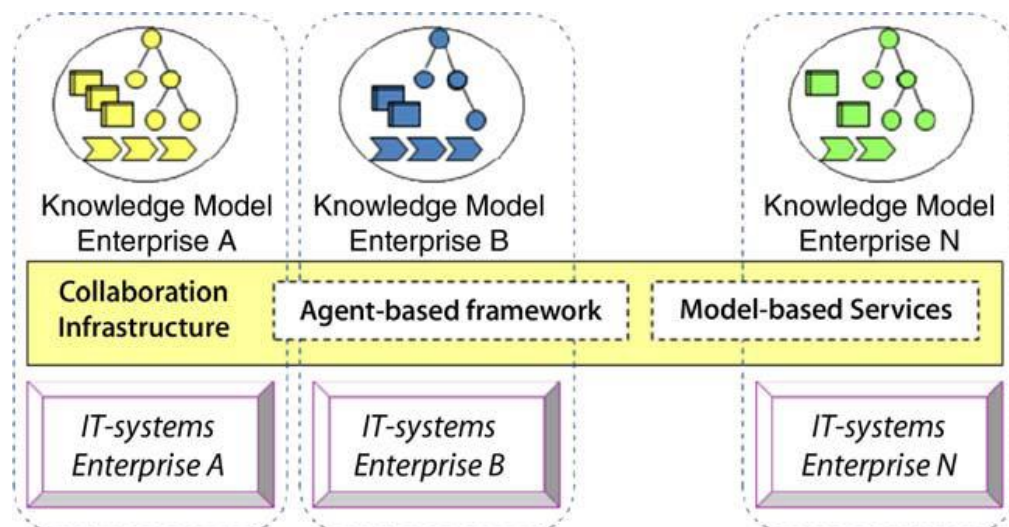 Knowledge Model
Enterprise A
Knowledge Model
Enterprise B
Knowledge Model
Enterprise N
Collaboration
Infrastructure
Agent-based framework
Model-based Services
IT-systems
Enterprise A
IT-systems
Enterprise B
IT-systems
Enterprise N